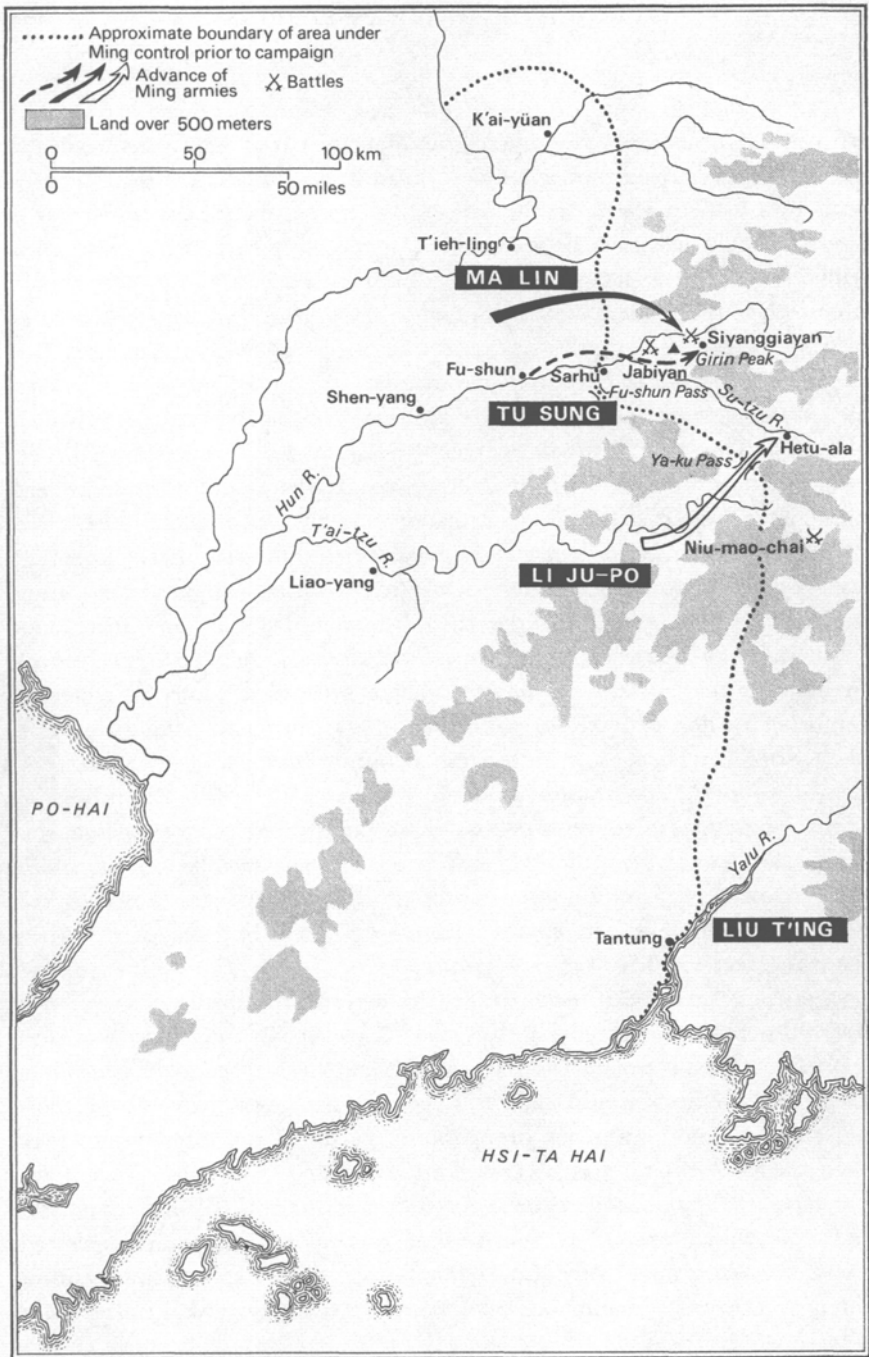 Approximate boundary of area under
Ming control prior to campaign
Advance of
Ming armies
Battles
Land over 500 meters
0 50 100 km
0 50 miles
K'ai-yüan
T'ieh-ling
MA LIN
Siyanggiayan
Girin Peak
Fu-shun
Sarhū
Jabiyan
Fu-shun Pass
Shen-yang
TU SUNG
Su-tzu R.
Hetu-ala
Ya-ku Pass
Hun R.
T'ai-tzu R.
Niu-mao-chai
Liao-yang
LI JU-PO
PO-HAI
Yalu R.
Tantung
LIU T'ING
HSI-TA HAI